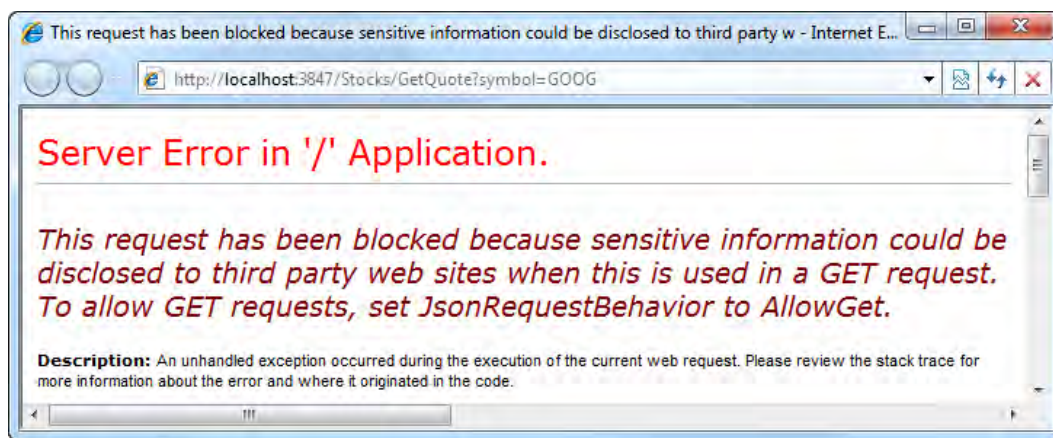 This request has been blocked because sensitive information could be disclosed to third party w - Internet E...
http://localhost:3847/Stocks/GetQuote?symbol=GOOG
Server Error in '/' Application.
This request has been blocked because sensitive information could be
disclosed to third party web sites when this is used in a GET request.
To allow GET requests, set JsonRequestBehavior to AllowGet.
Description: An unhandled exception occurred during the execution of the current web request. Please review the stack trace for
more information about the error and where it originated in the code.